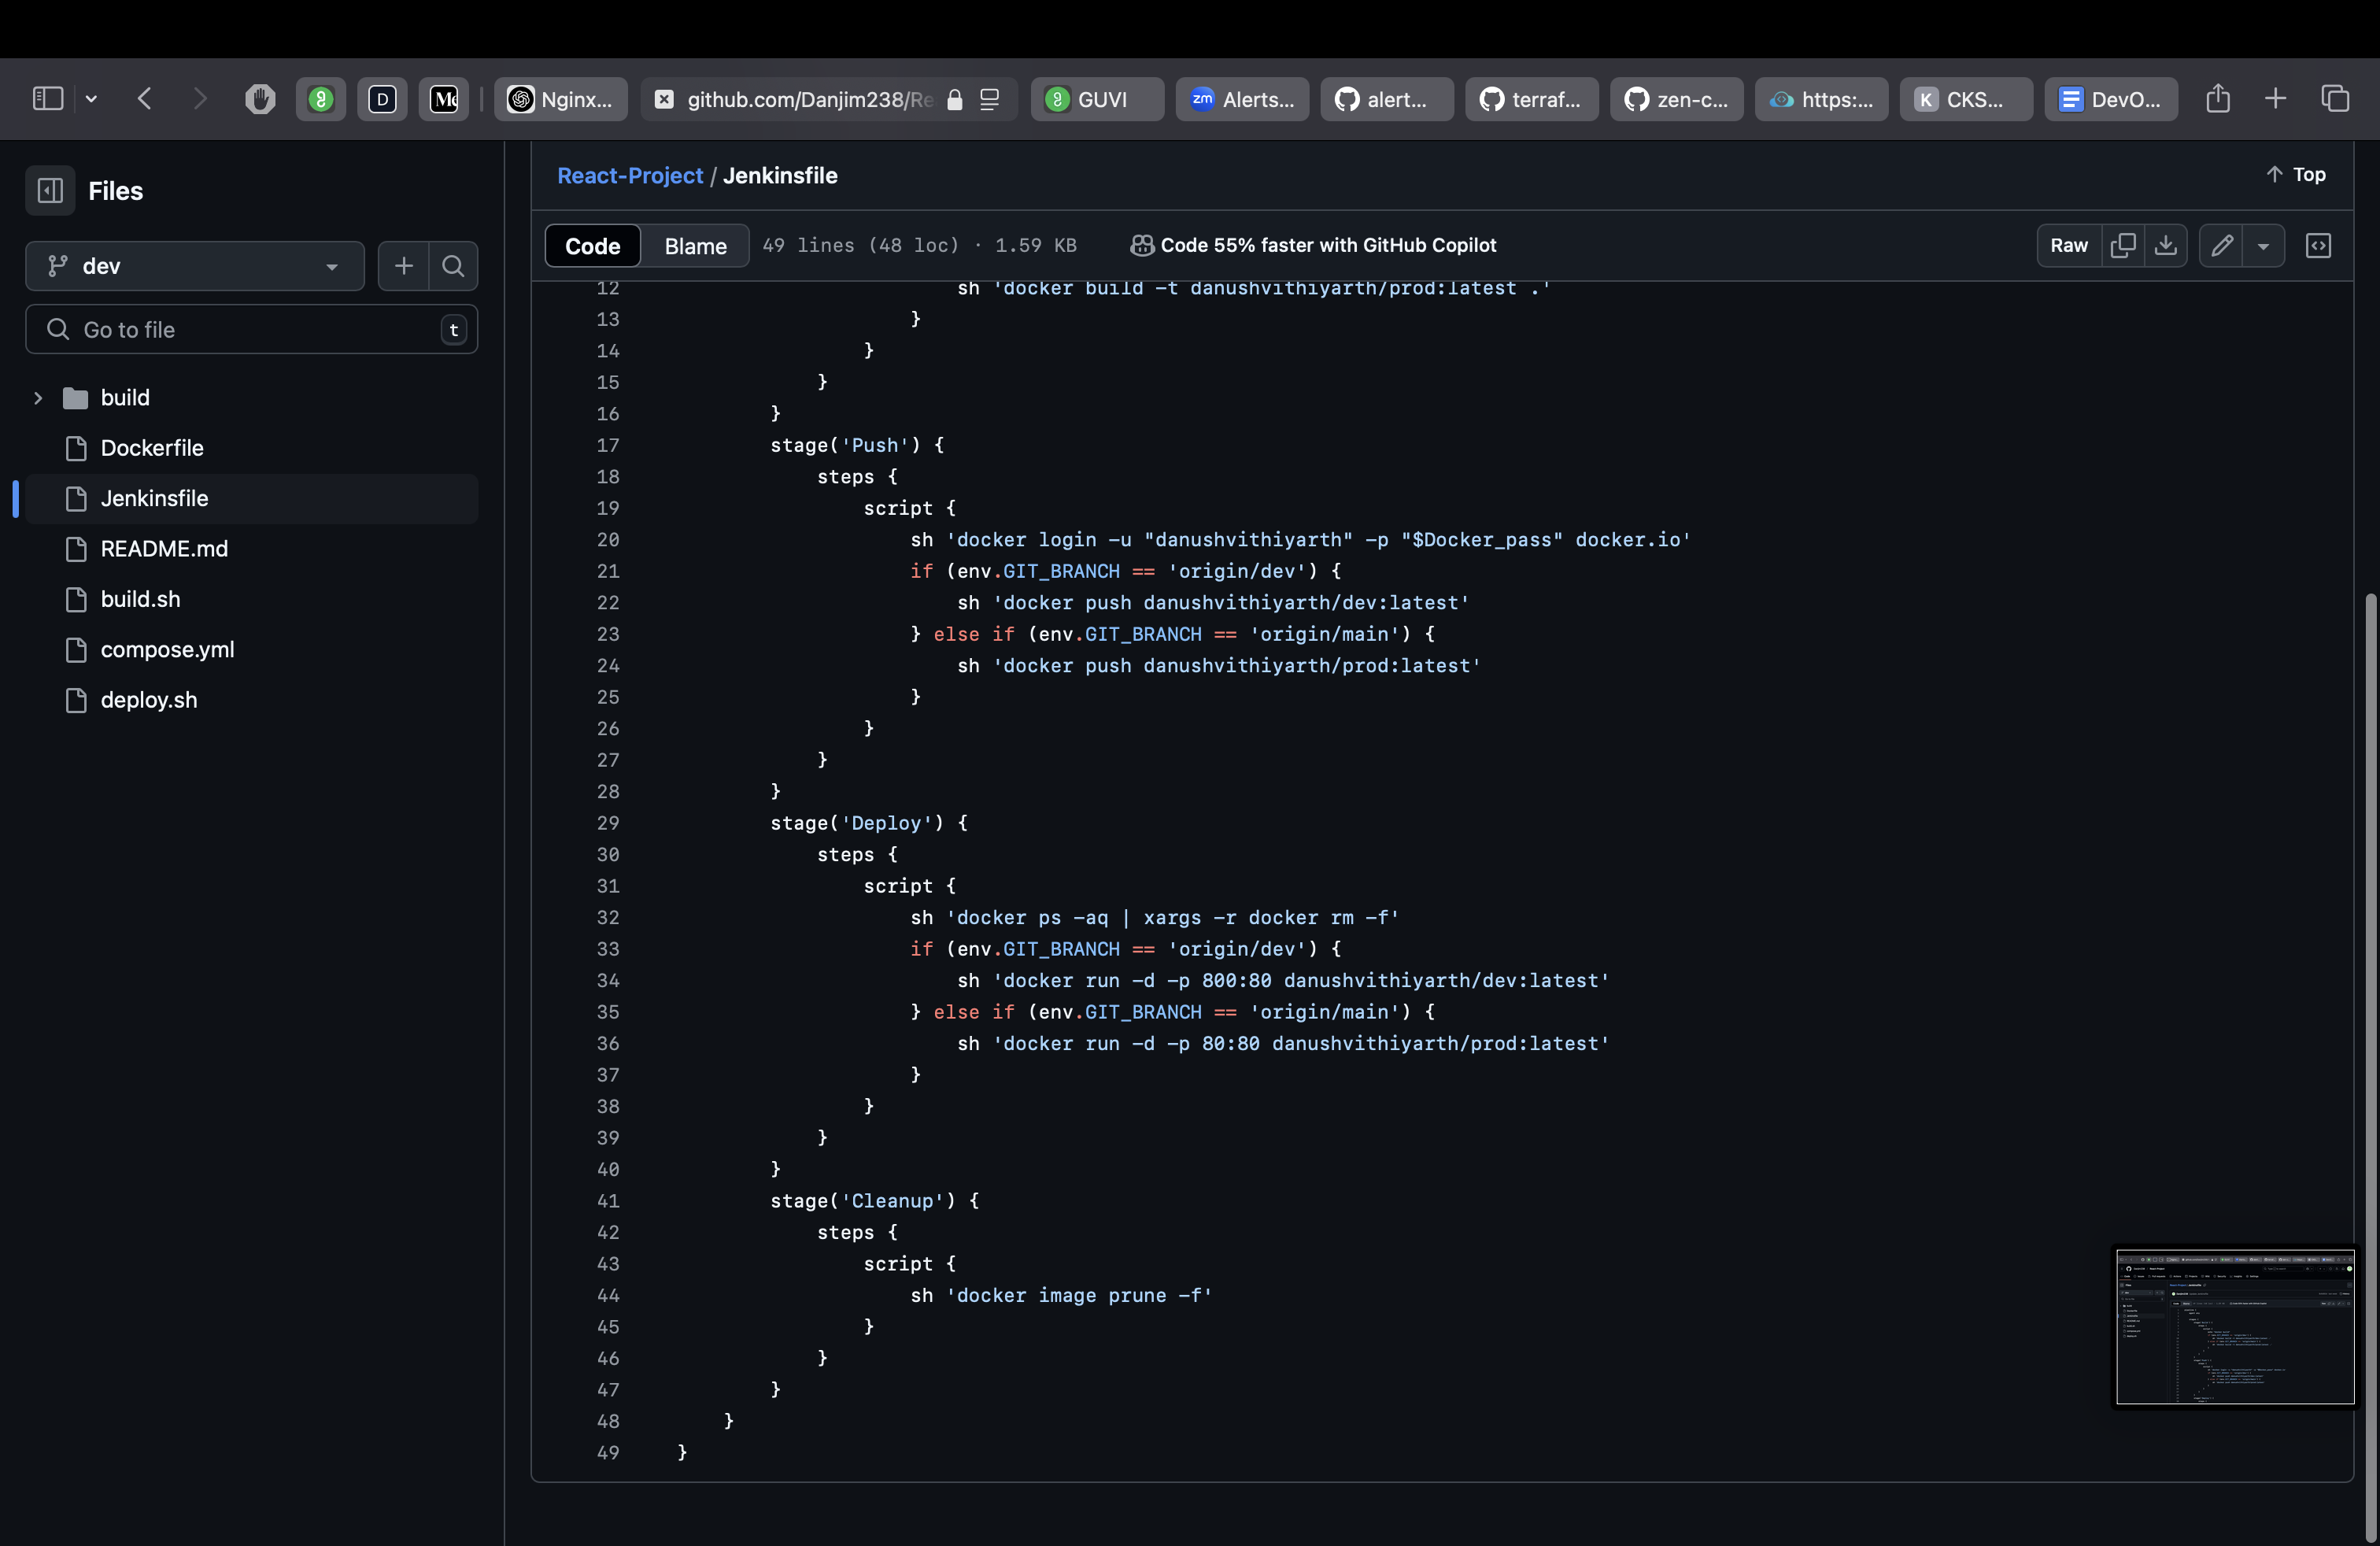 D
Nginx...
github.com/Danjim238/Re
GUVI
zm
Alerts...
alert...
terraf...
zen-c...
https:...
K
CKS...
DevO...
Files
dev
Go to file
t
build
Dockerfile
Jenkinsfile
README.md
build.sh
compose.yml
deploy.sh
React-Project / Jenkinsfile
Top
Code
Blame
49 lines (48 loc) · 1.59 KB
Code 55% faster with GitHub Copilot
Raw
12 sh 'docker build -t danushvithiyarth/prod:latest .'
13 }
14 }
15 }
16 }
17 stage('Push') {
18 steps {
19 script {
20 sh 'docker login -u "danushvithiyarth" -p "$Docker_pass" docker.io'
21 if (env.GIT_BRANCH == 'origin/dev') {
22 sh 'docker push danushvithiyarth/dev:latest'
23 } else if (env.GIT_BRANCH == 'origin/main') {
24 sh 'docker push danushvithiyarth/prod:latest'
25 }
26 }
27 }
28 }
29 stage('Deploy') {
30 steps {
31 script {
32 sh 'docker ps -aq | xargs -r docker rm -f'
33 if (env.GIT_BRANCH == 'origin/dev') {
34 sh 'docker run -d -p 800:80 danushvithiyarth/dev:latest'
35 } else if (env.GIT_BRANCH == 'origin/main') {
36 sh 'docker run -d -p 80:80 danushvithiyarth/prod:latest'
37 }
38 }
39 }
40 }
41 stage('Cleanup') {
42 steps {
43 script {
44 sh 'docker image prune -f'
45 }
46 }
47 }
48 }
49 }